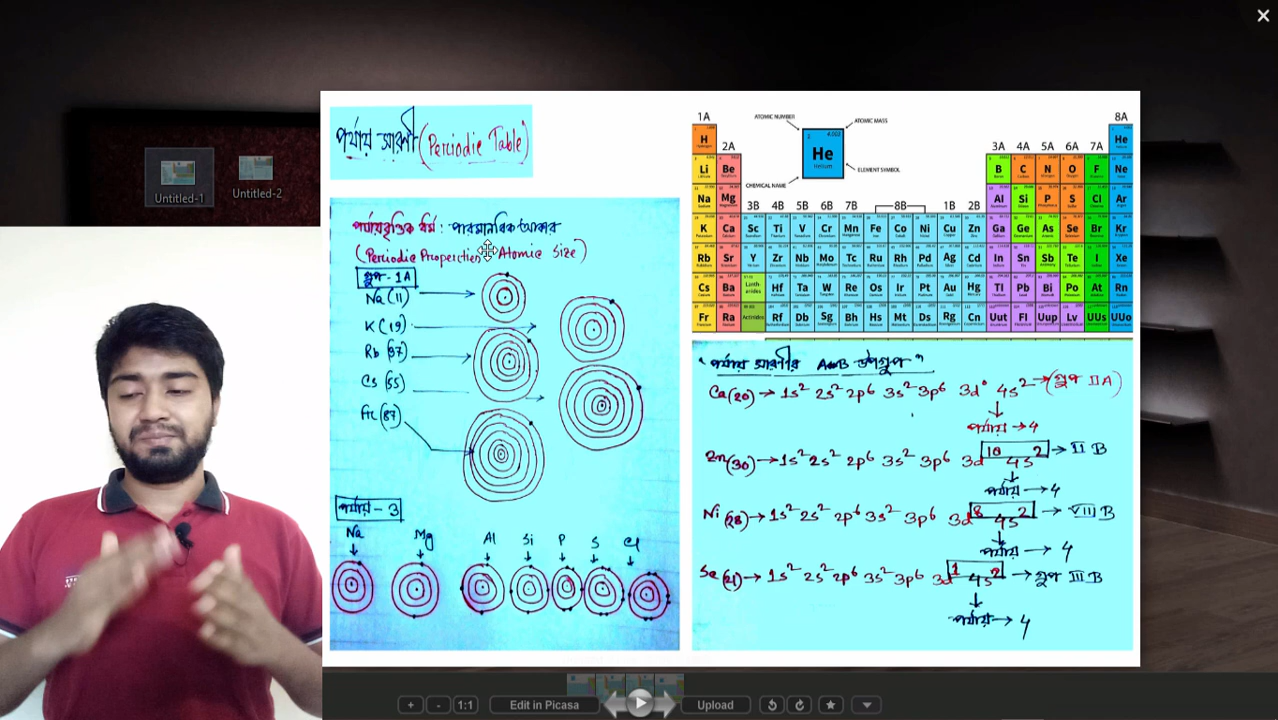 Untitled-1
Untitled-2
পর্যায় সারণী (Periodic Table)
পর্যায়বৃত্তিক ধর্ম : পারমানবিক আকার
(Periodic Properties Atomic Size)
গ্রুপ - 1A
Na (11)
K (19)
Rb (37)
Cs (55)
Fr (87)
পর্যায় - 3
Na Mg Al Si P S Cl
ATOMIC NUMBER
ATOMIC MASS
He
Helium
ELEMENT SYMBOL
CHEMICAL NAME
1A 8A
H He
2A 3A 4A 5A 6A 7A
Li Be B C N O F Ne
Na Mg Al Si P S Cl Ar
3B 4B 5B 6B 7B 8B 1B 2B
K Ca Sc Ti V Cr Mn Fe Co Ni Cu Zn Ga Ge As Se Br Kr
Rb Sr Y Zr Nb Mo Tc Ru Rh Pd Ag Cd In Sn Sb Te I Xe
Cs Ba Lanthanides Hf Ta W Re Os Ir Pt Au Hg Tl Pb Bi Po At Rn
Fr Ra Actinides Rf Db Sg Bh Hs Mt Ds Rg Cn Uut Fl Uup Lv UUs UUo
"পর্যায় সারণীর A ও B উপগ্রুপ"
Ca(20) → 1s² 2s² 2p⁶ 3s² 3p⁶ 3d⁰ 4s² → (গ্রুপ II A)
পর্যায় → 4
Zn(30) → 1s² 2s² 2p⁶ 3s² 3p⁶ 3d¹⁰ 4s² → II B
পর্যায় → 4
Ni(28) → 1s² 2s² 2p⁶ 3s² 3p⁶ 3d⁸ 4s² → VIII B
পর্যায় → 4
Sc(21) → 1s² 2s² 2p⁶ 3s² 3p⁶ 3d¹ 4s² → গ্রুপ III B
পর্যায় → 4
+ - 1:1 Edit in Picasa Upload